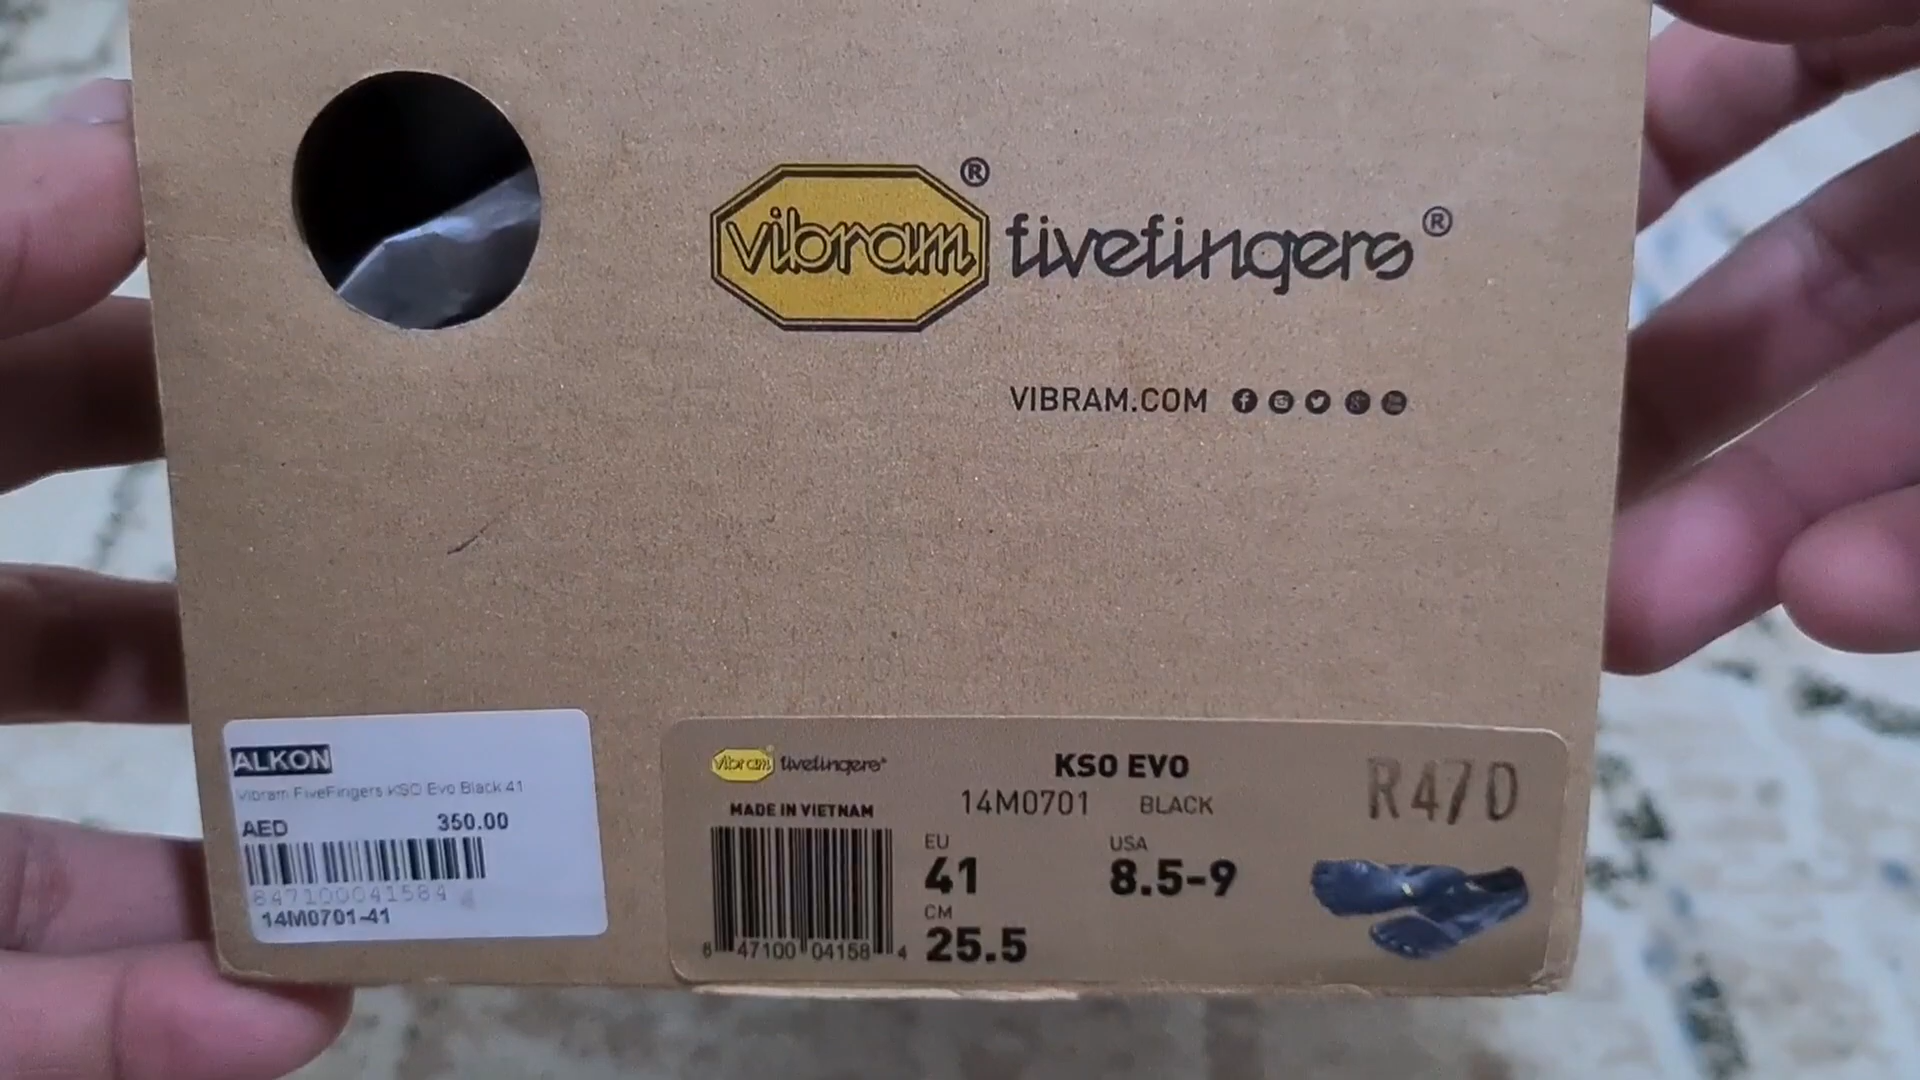 vibram® fivefingers®
VIBRAM.COM
ALKON
Vibram FiveFingers KSO Evo Black 41
AED 350.00
847100041584
14M0701-41
vibram fivefingers®
MADE IN VIETNAM
47100 04158 4
KSO EVO
14M0701 BLACK
EU
41
USA
8.5-9
CM
25.5
R47D